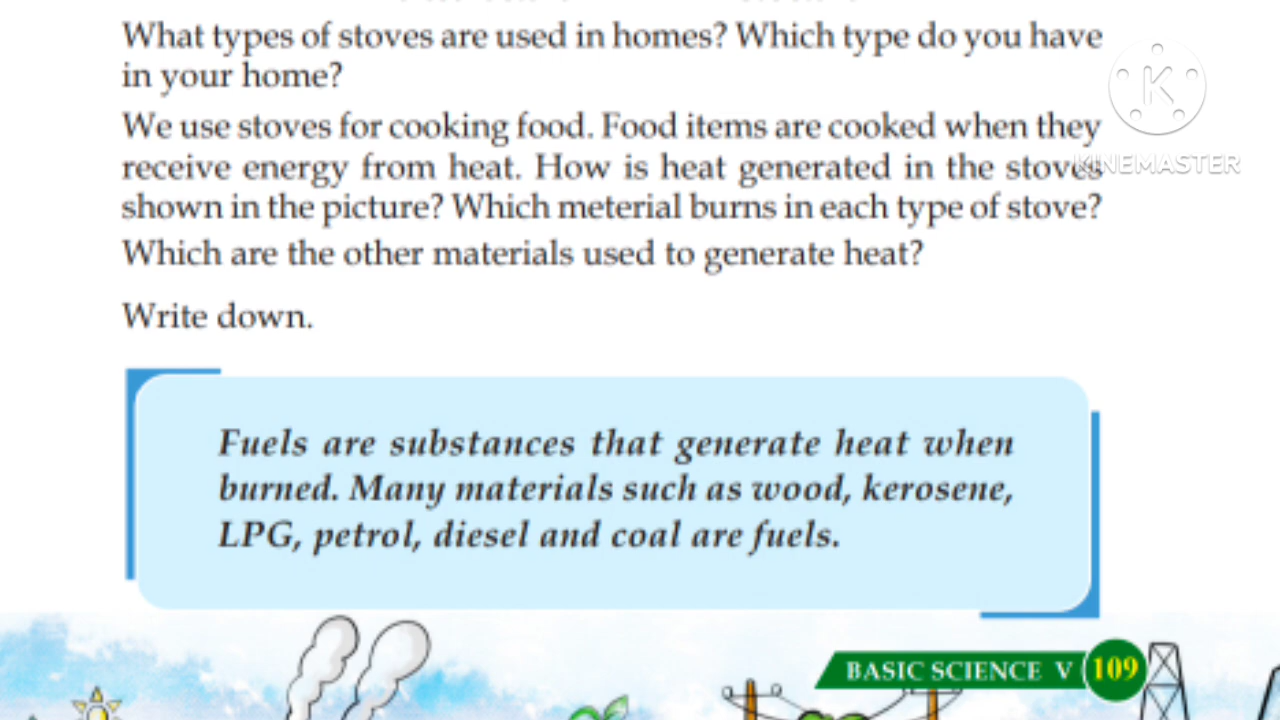 What types of stoves are used in homes? Which type do you have
in your home?
We use stoves for cooking food. Food items are cooked when they
receive energy from heat. How is heat generated in the stoves
shown in the picture? Which meterial burns in each type of stove?
Which are the other materials used to generate heat?
Write down.
Fuels are substances that generate heat when
burned. Many materials such as wood, kerosene,
LPG, petrol, diesel and coal are fuels.
BASIC SCIENCE V 109
K
KINEMASTER